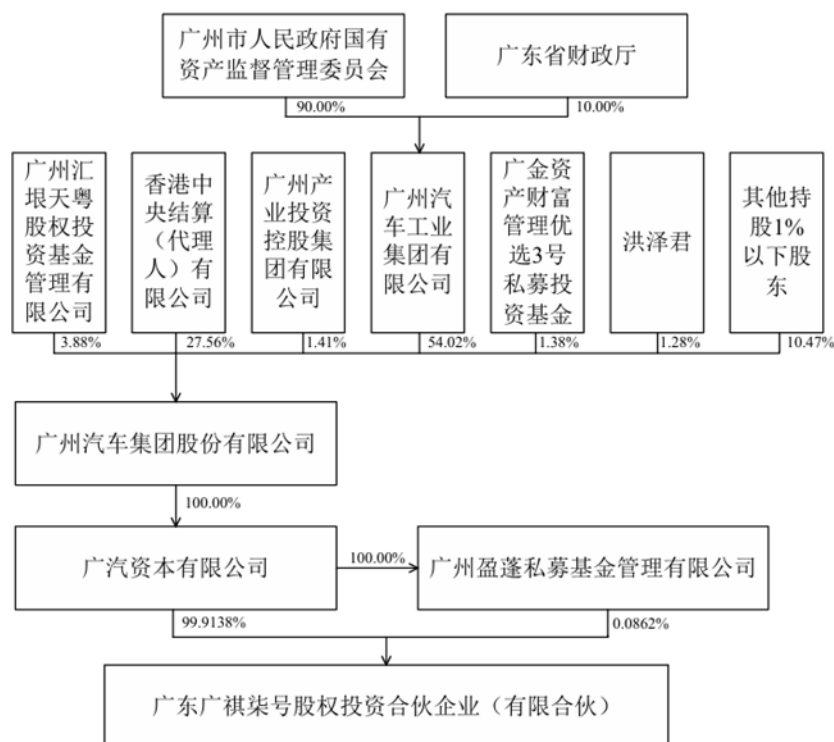 广州市人民政府国有
资产监督管理委员会
广东省财政厅
90.00%
10.00%
广州汇
垠天粤
股权投
资基金
管理有
限公司
香港中
央结算
（代理
人）有
限公司
广州产
业投资
控股集
团有限
公司
广州汽
车工业
集团有
限公司
广金资
产财富
管理优
选3号
私募投
资基金
洪泽君
其他持
股1%
以下股
东
3.88%
27.56%
1.41%
54.02%
1.38%
1.28%
10.47%
广州汽车集团股份有限公司
100.00%
广汽资本有限公司
100.00%
广州盈蓬私募基金管理有限公司
99.9138%
0.0862%
广东广祺柒号股权投资合伙企业（有限合伙）